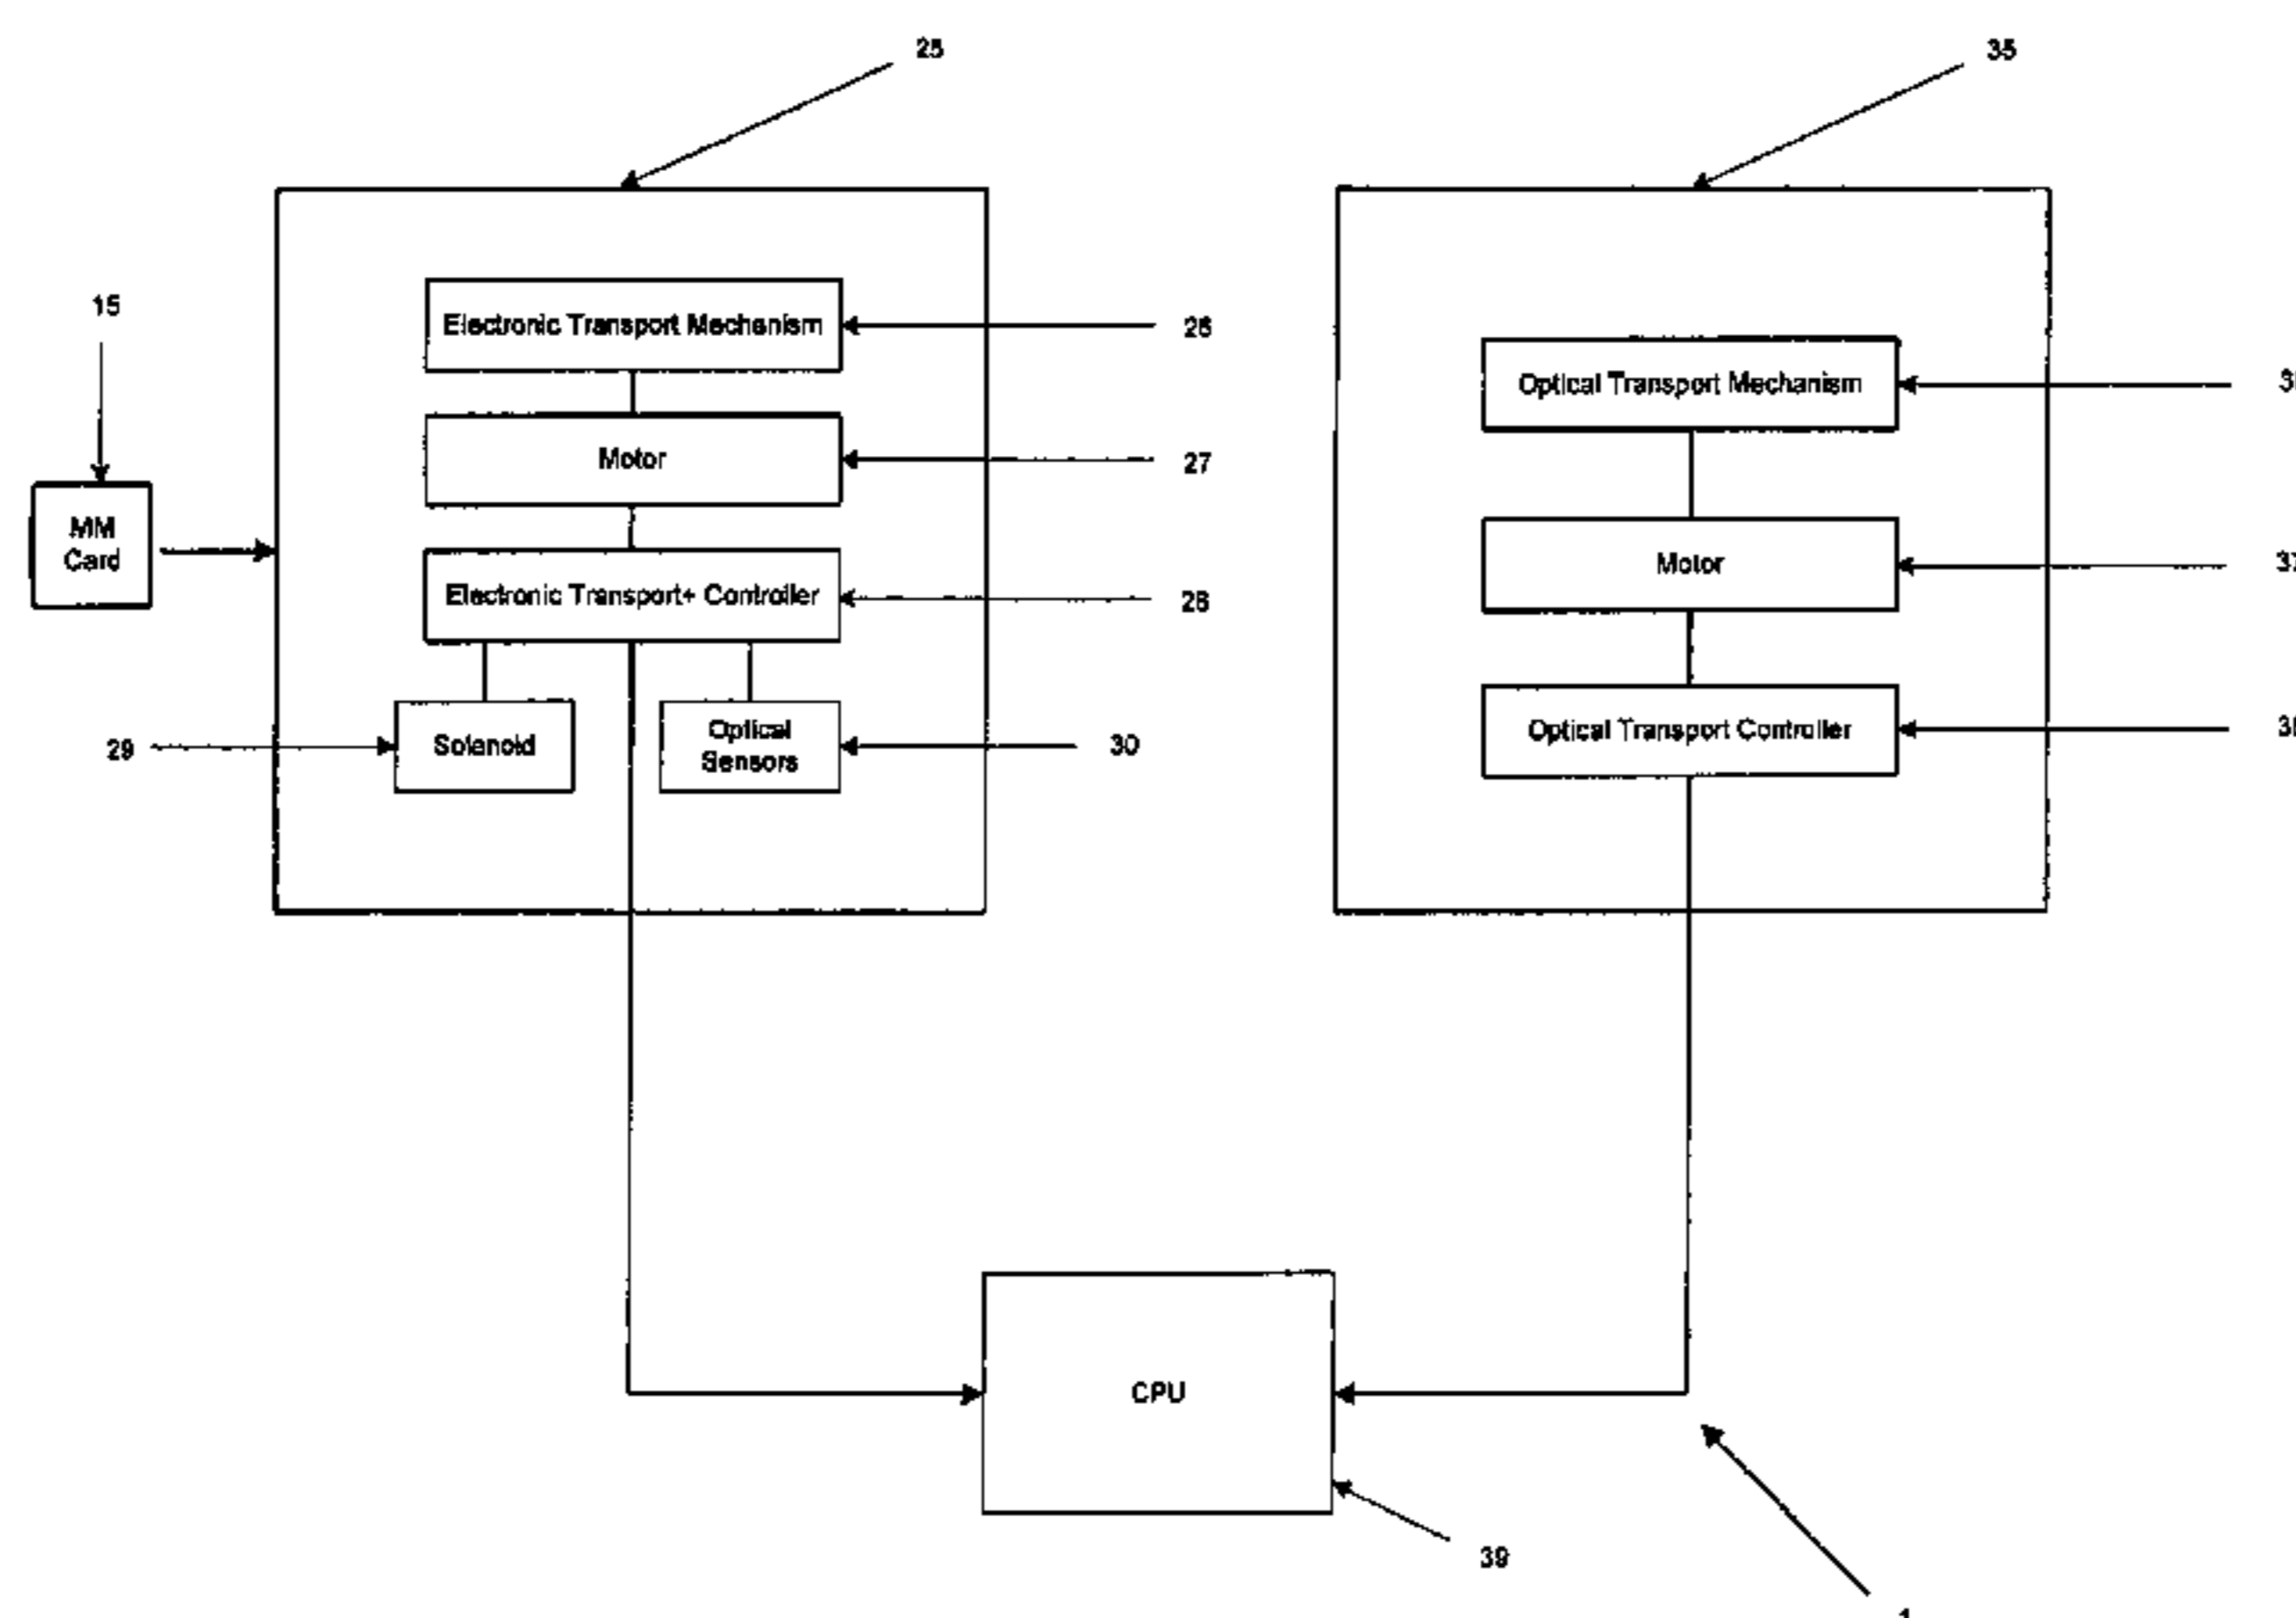 25
35
15
Electronic Transport Mechanism
26
Optical Transport Mechanism
Motor
27
MM
Card
Motor
Electronic Transport+ Controller
28
Solenoid
Optical
Sensors
29
30
Optical Transport Controller
CPU
39
1